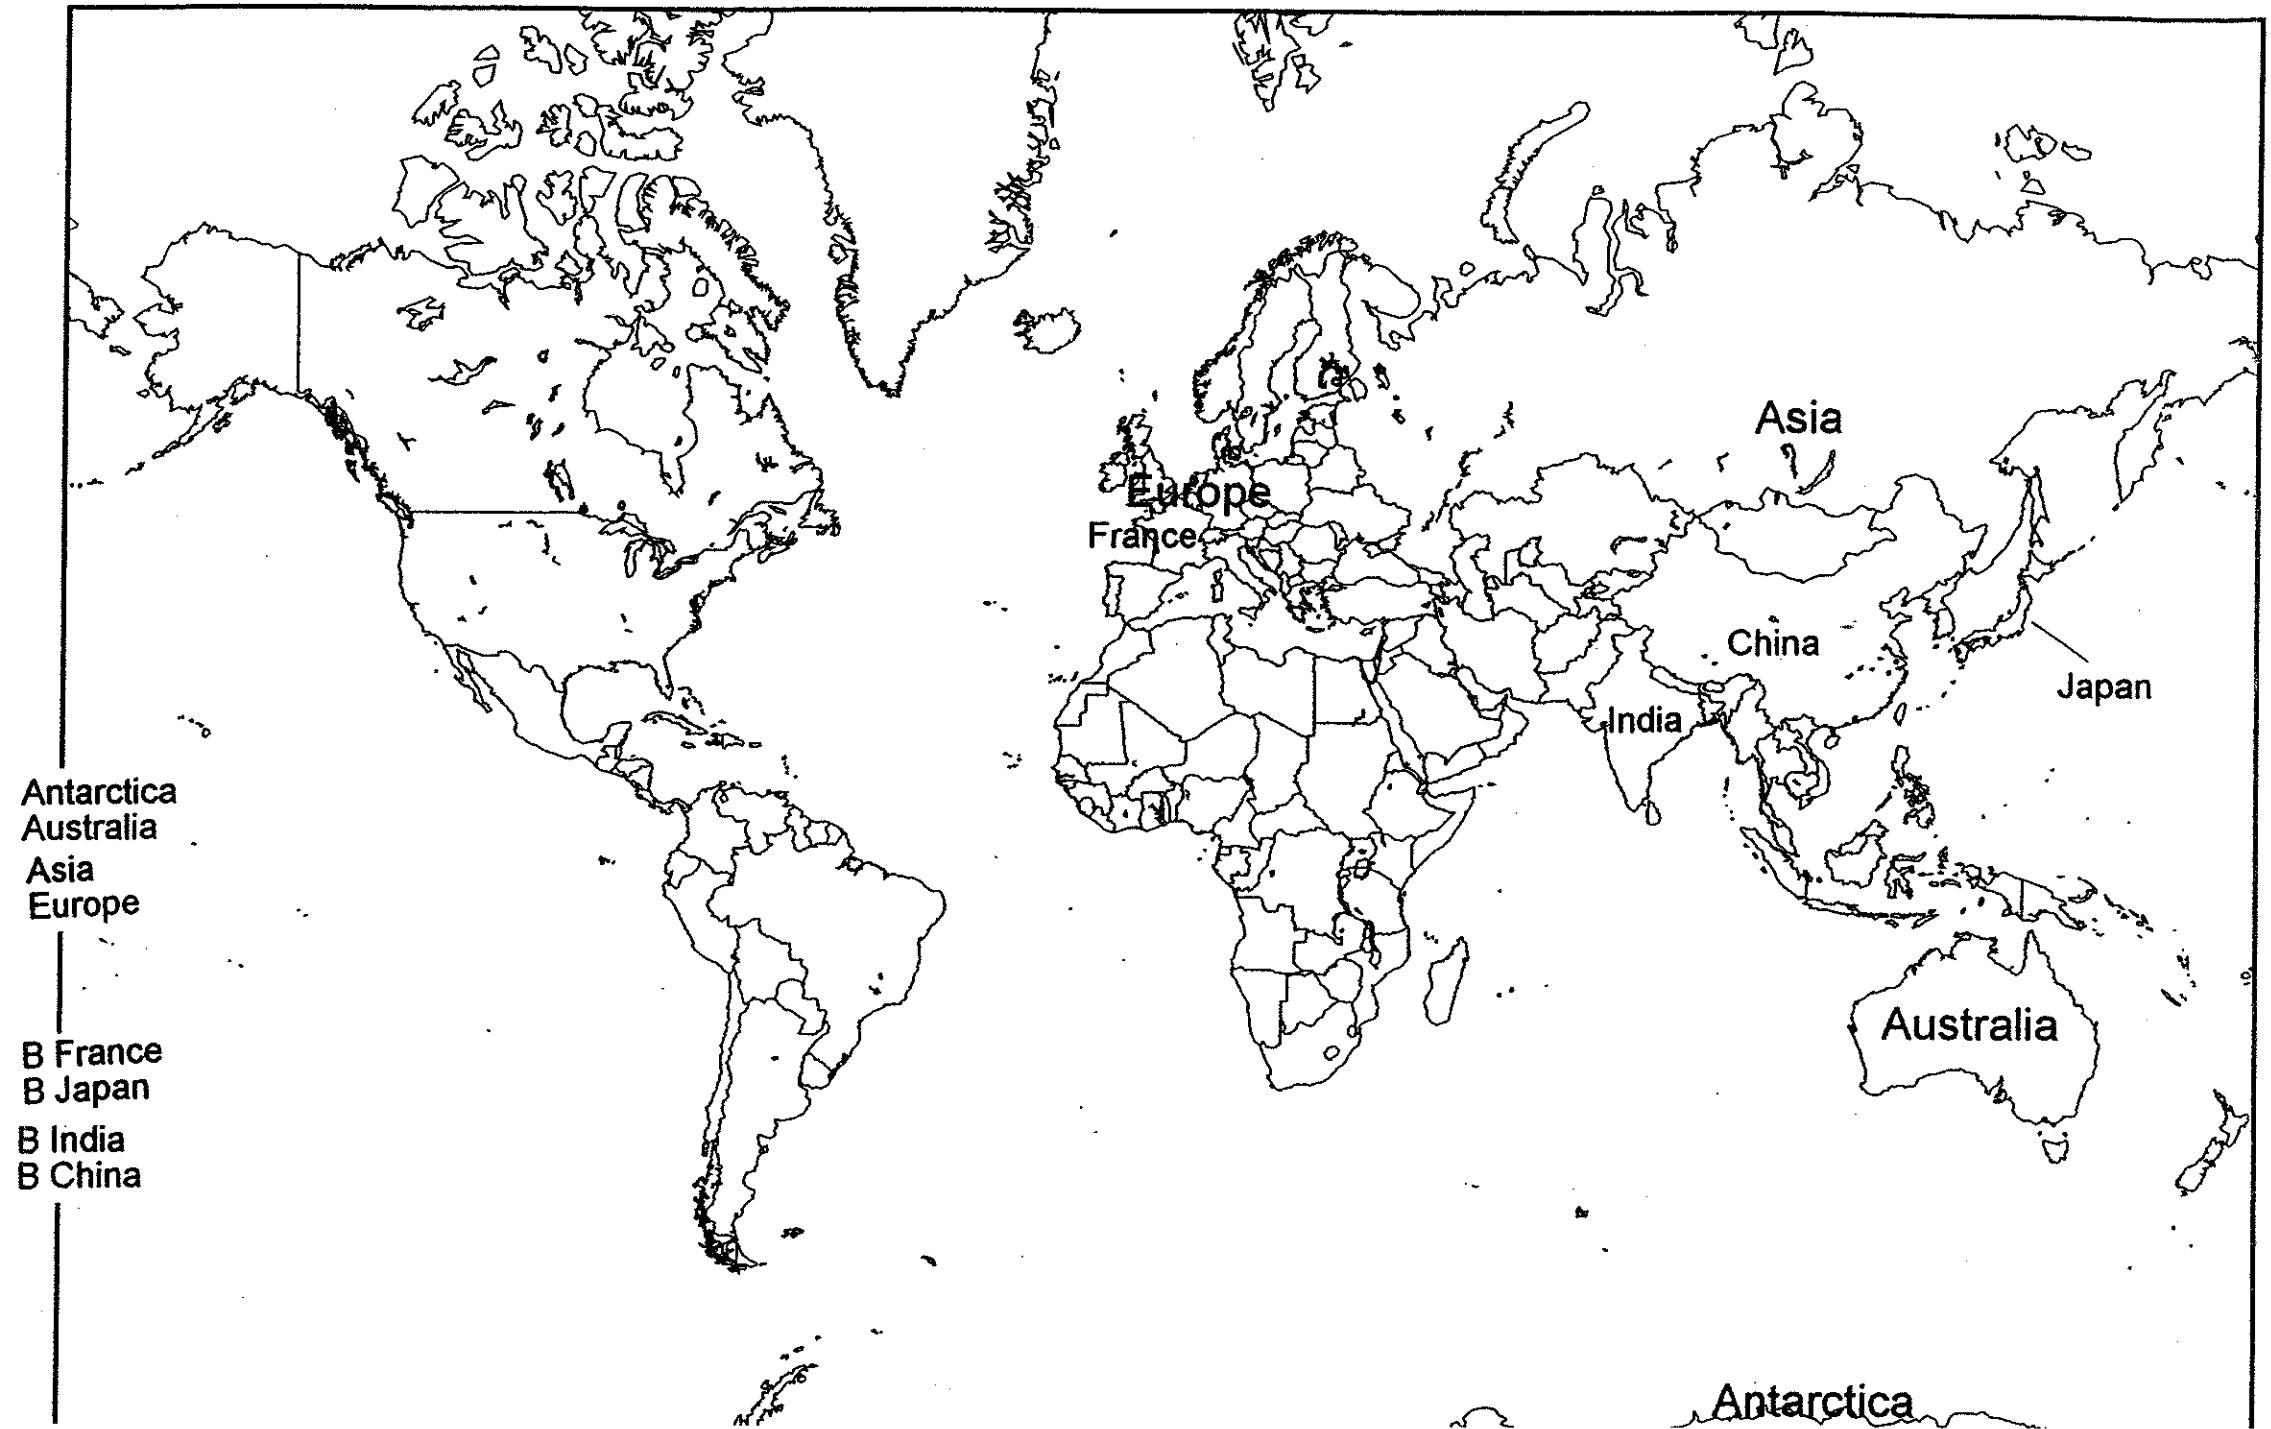 Asia
Europe
France
China
Japan
India
Antarctica
Australia
Asia
Europe
Australia
B France
B Japan
B India
B China
Antarctica